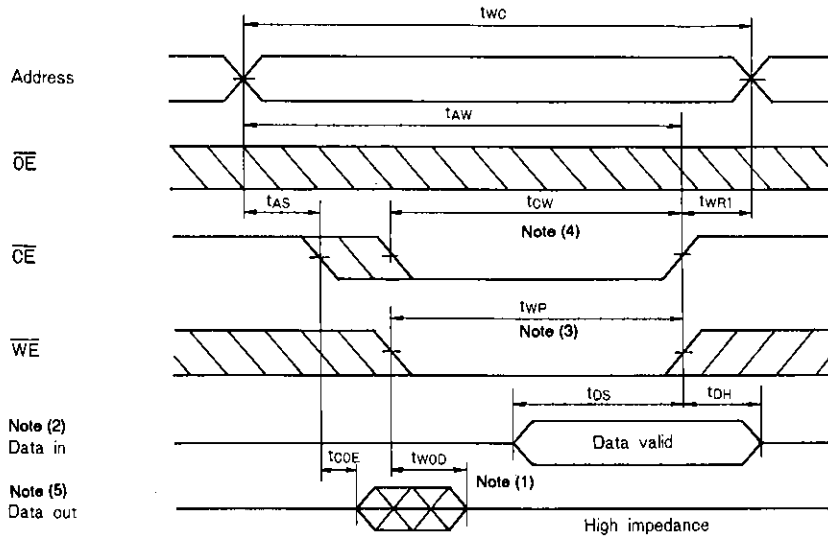 tWC
Address
tAW
OE
tAS
tCW
tWR1
Note (4)
CE
tWP
Note (3)
WE
tDS
tDH
Note (2)
Data in
Data valid
tCOE
tWOD
Note (1)
Note (5)
Data out
High impedance